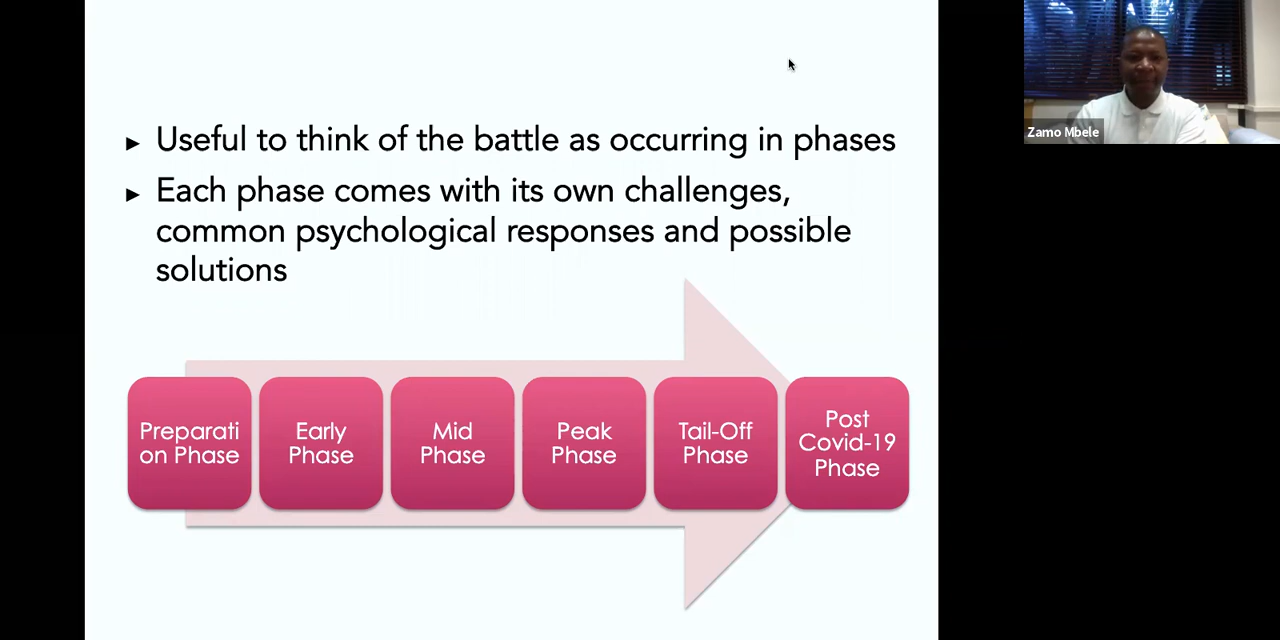 ► Useful to think of the battle as occurring in phases
► Each phase comes with its own challenges,
common psychological responses and possible
solutions
Preparati
on Phase
Early
Phase
Mid
Phase
Peak
Phase
Tail-Off
Phase
Post
Covid-19
Phase
Zamo Mbele